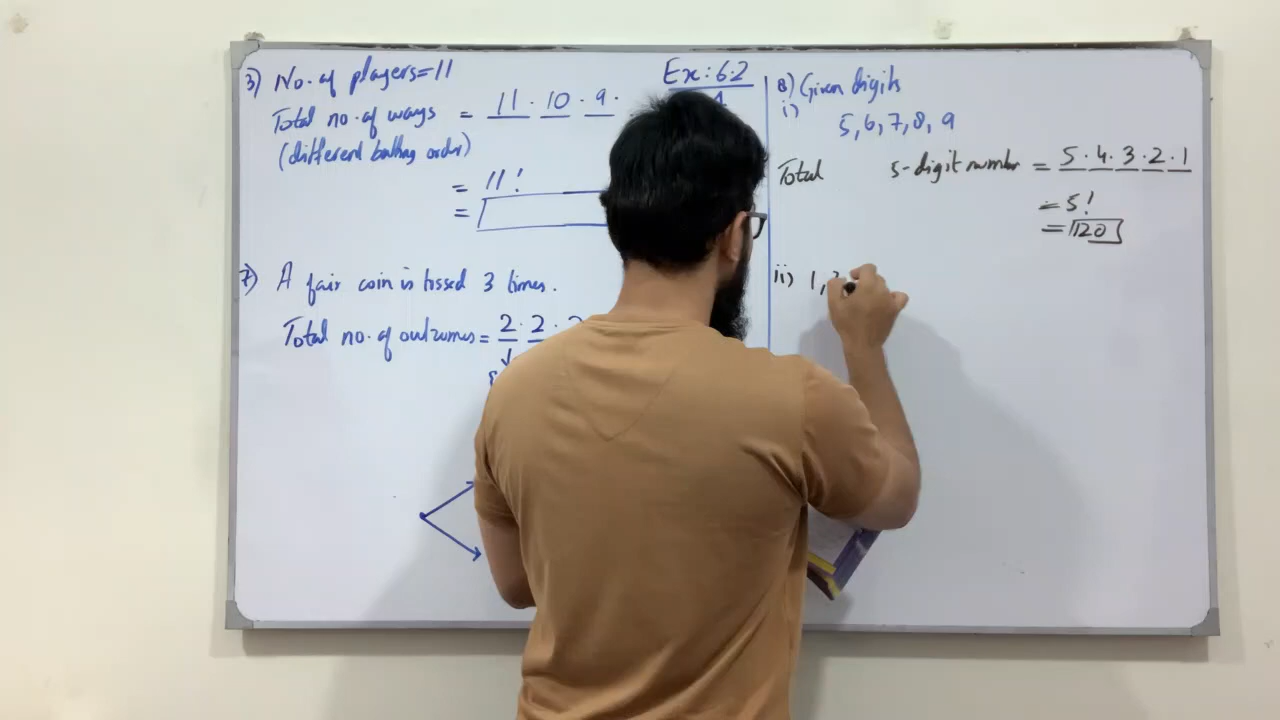 3) No. of players = 11
Total no. of ways = 11 . 10 . 9 .
(different batting order)
= 11!
=
7) A fair coin is tossed 3 times.
Total no. of outcomes = 2 . 2 . 2
Ex: 6.2
8) Given digits
i)
5, 6, 7, 8, 9
Total 5-digit number = 5 . 4 . 3 . 2 . 1
= 5!
= 120
ii) 1,